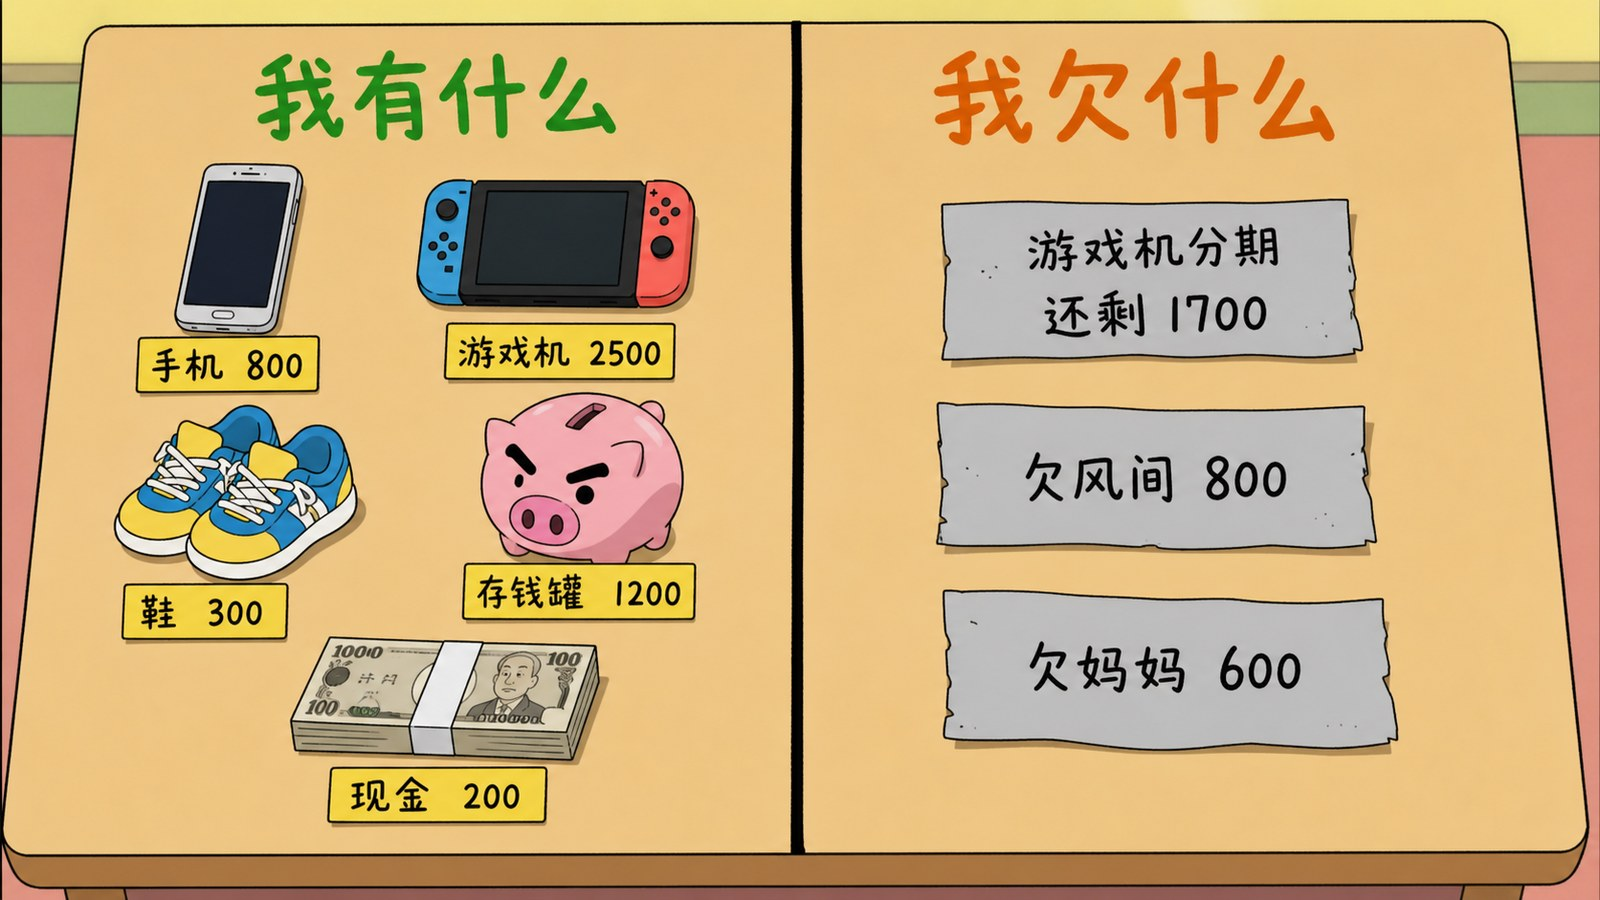 我有什么
手机 800
游戏机 2500
鞋 300
存钱罐 1200
100
100
现金 200
我欠什么
游戏机分期
还剩 1700
欠风间 800
欠妈妈 600